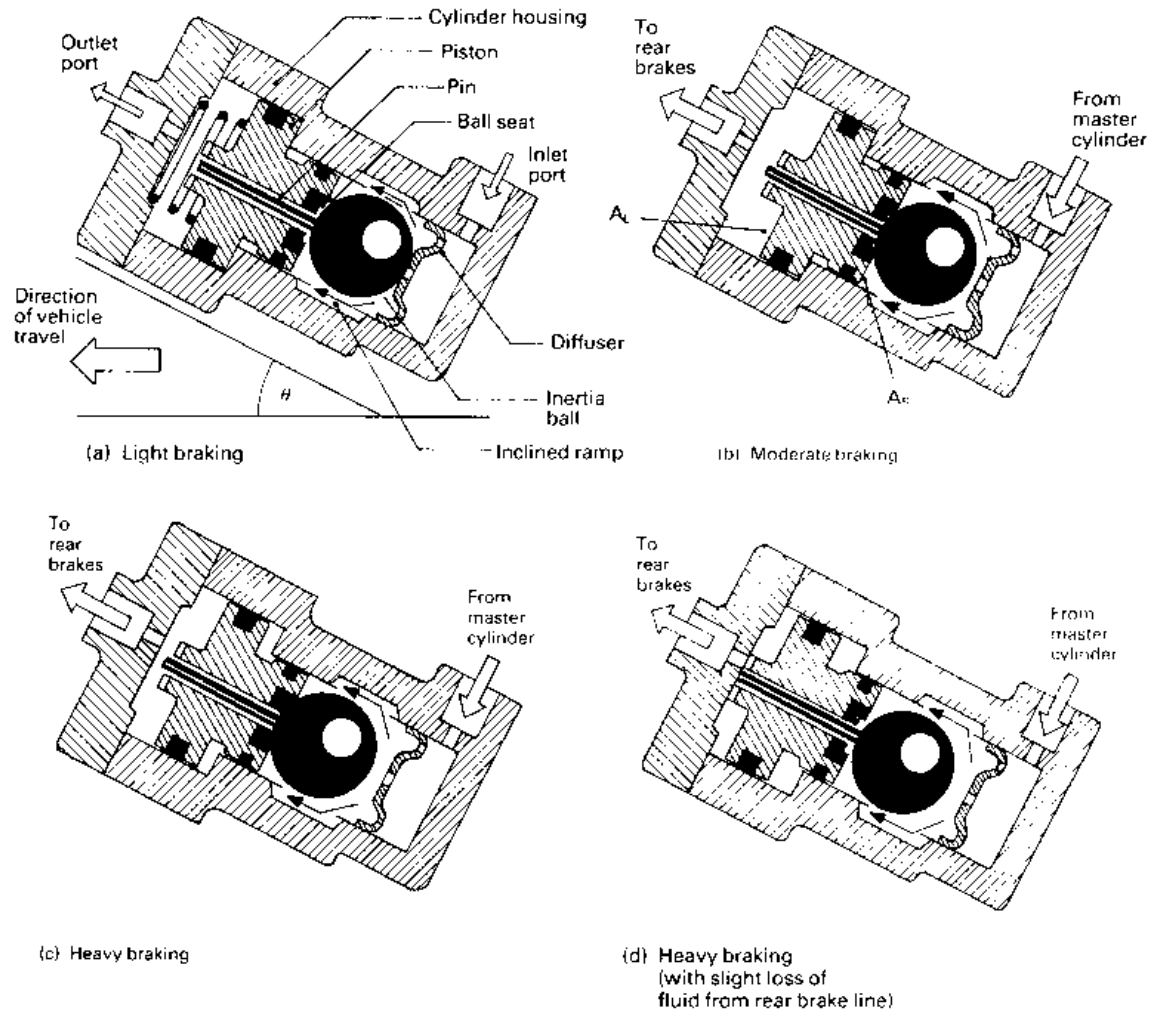 Cylinder housing
Outlet
port
Piston
Pin
Ball seat
Inlet
port
Direction
of vehicle
travel
θ
Diffuser
Inertia
ball
Inclined ramp
(a) Light braking
To
rear
brakes
From
master
cylinder
A_L
A_S
(b) Moderate braking
To
rear
brakes
From
master
cylinder
(c) Heavy braking
To
rear
brakes
From
master
cylinder
(d) Heavy braking
(with slight loss of
fluid from rear brake line)